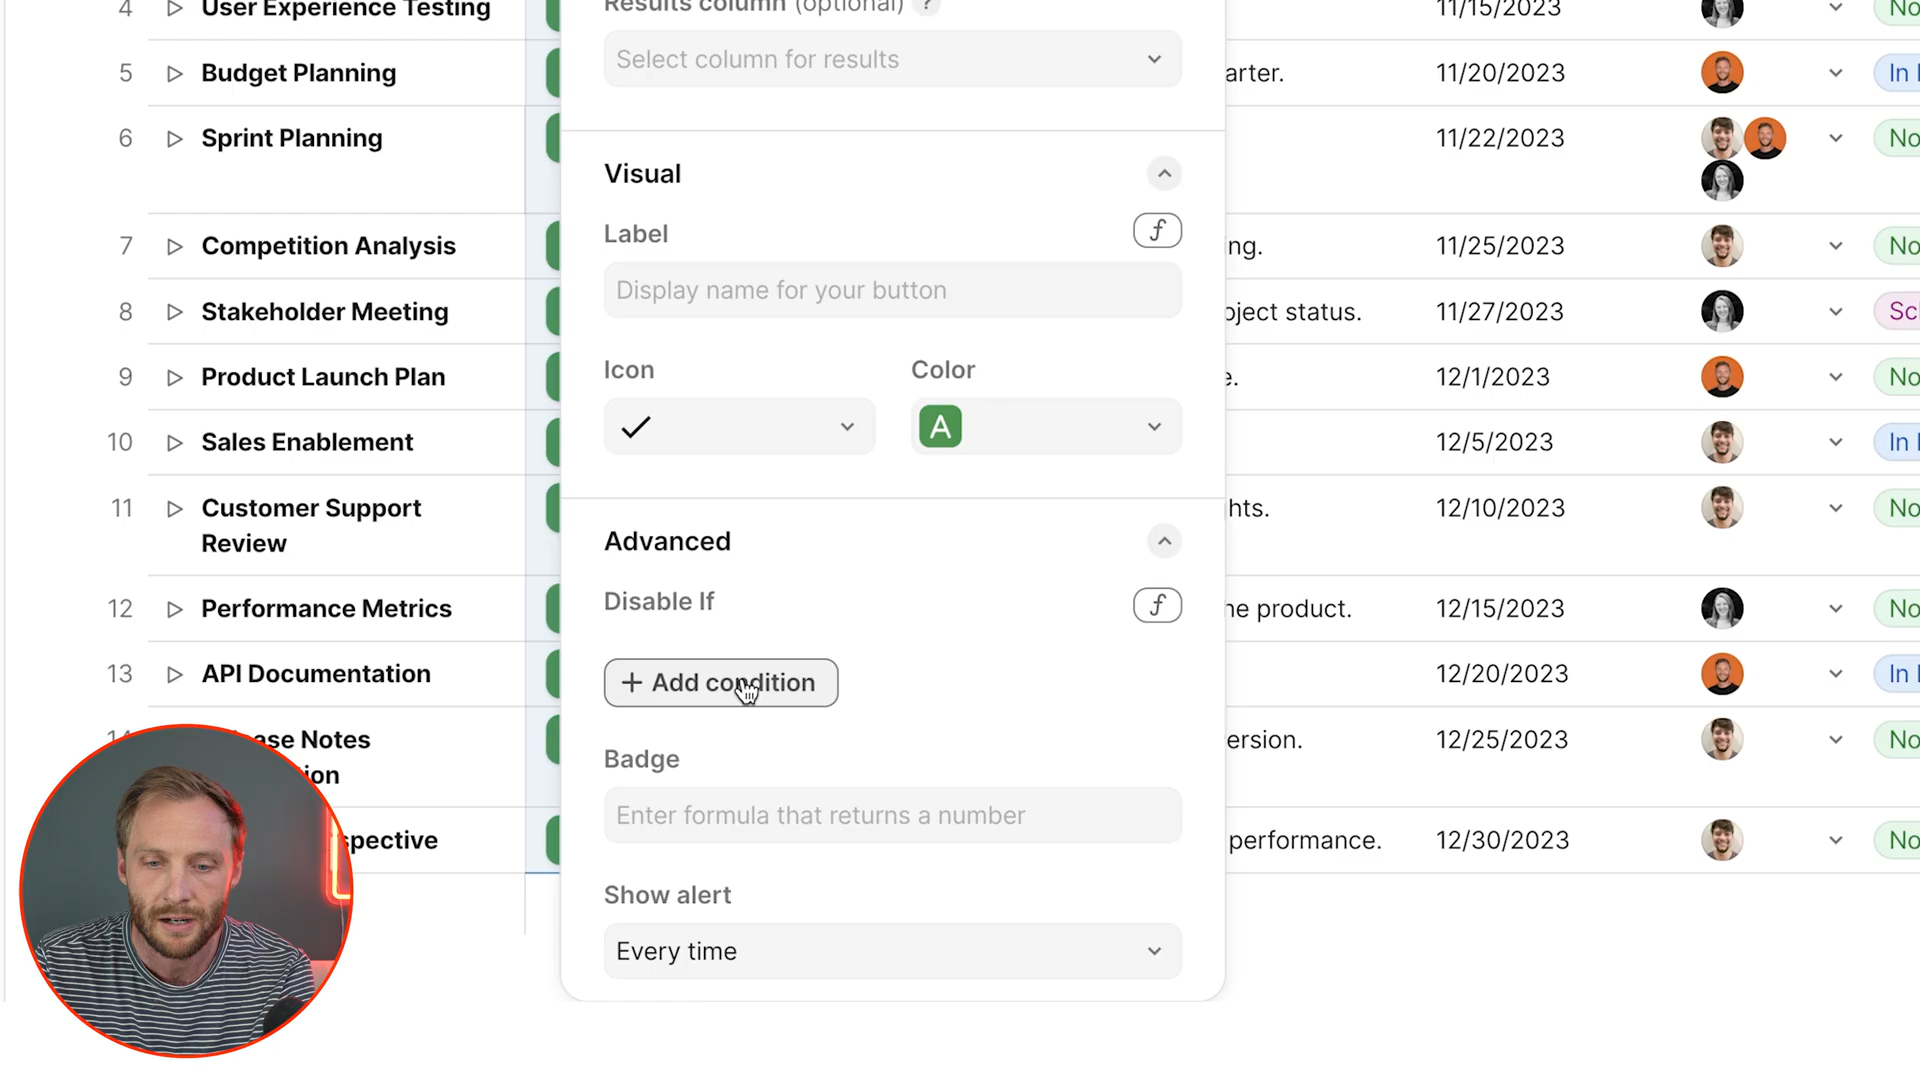 Results column (optional) ?
Select column for results
Visual
Label
f
Display name for your button
Icon
Color
A
Advanced
Disable If
f
+ Add condition
Badge
Enter formula that returns a number
Show alert
Every time
4 User Experience Testing 11/15/2023 No
5 Budget Planning arter. 11/20/2023 In
6 Sprint Planning 11/22/2023 No
7 Competition Analysis ng. 11/25/2023 No
8 Stakeholder Meeting ject status. 11/27/2023 Sc
9 Product Launch Plan e. 12/1/2023 No
10 Sales Enablement 12/5/2023 In
11 Customer Support hts. 12/10/2023 No
Review
12 Performance Metrics he product. 12/15/2023 No
13 API Documentation 12/20/2023 In
14 ase Notes ersion. 12/25/2023 No
ion
spective performance. 12/30/2023 No